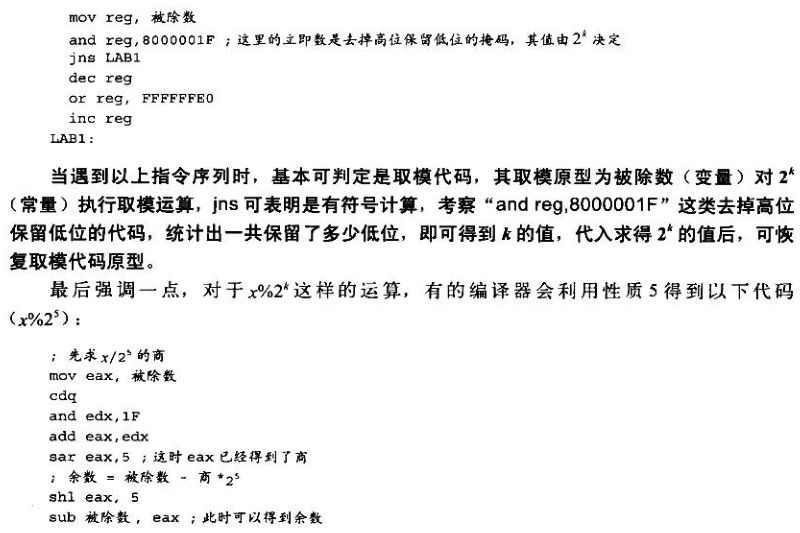 mov reg, 被除数
and reg,8000001F ;这里的立即数是去掉高位保留低位的掩码,其值由2ᵏ决定
jns LAB1
dec reg
or reg, FFFFFFE0
inc reg
LAB1:
当遇到以上指令序列时,基本可判定是取模代码,其取模原型为被除数(变量)对2ᵏ
(常量)执行取模运算,jns可表明是有符号计算,考察“and reg,8000001F”这类去掉高位
保留低位的代码,统计出一共保留了多少低位,即可得到k的值,代入求得2ᵏ的值后,可恢
复取模代码原型。
最后强调一点,对于x%2ᵏ这样的运算,有的编译器会利用性质5得到以下代码
(x%2⁵):
; 先求x/2⁵的商
mov eax, 被除数
cdq
and edx,1F
add eax,edx
sar eax,5 ;这时eax已经得到了商
; 余数 = 被除数 - 商*2⁵
shl eax, 5
sub 被除数, eax ;此时可以得到余数